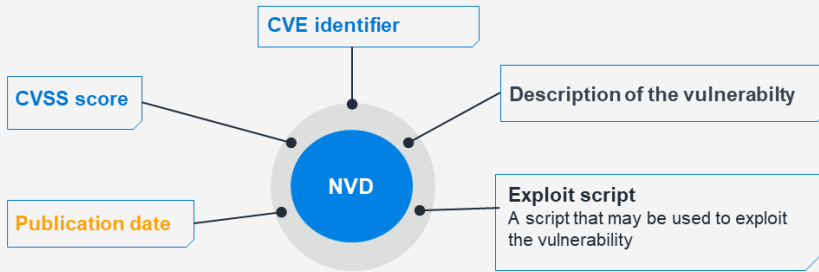 CVE identifier
CVSS score
Description of the vulnerabilty
NVD
Exploit script
A script that may be used to exploit
the vulnerability
Publication date